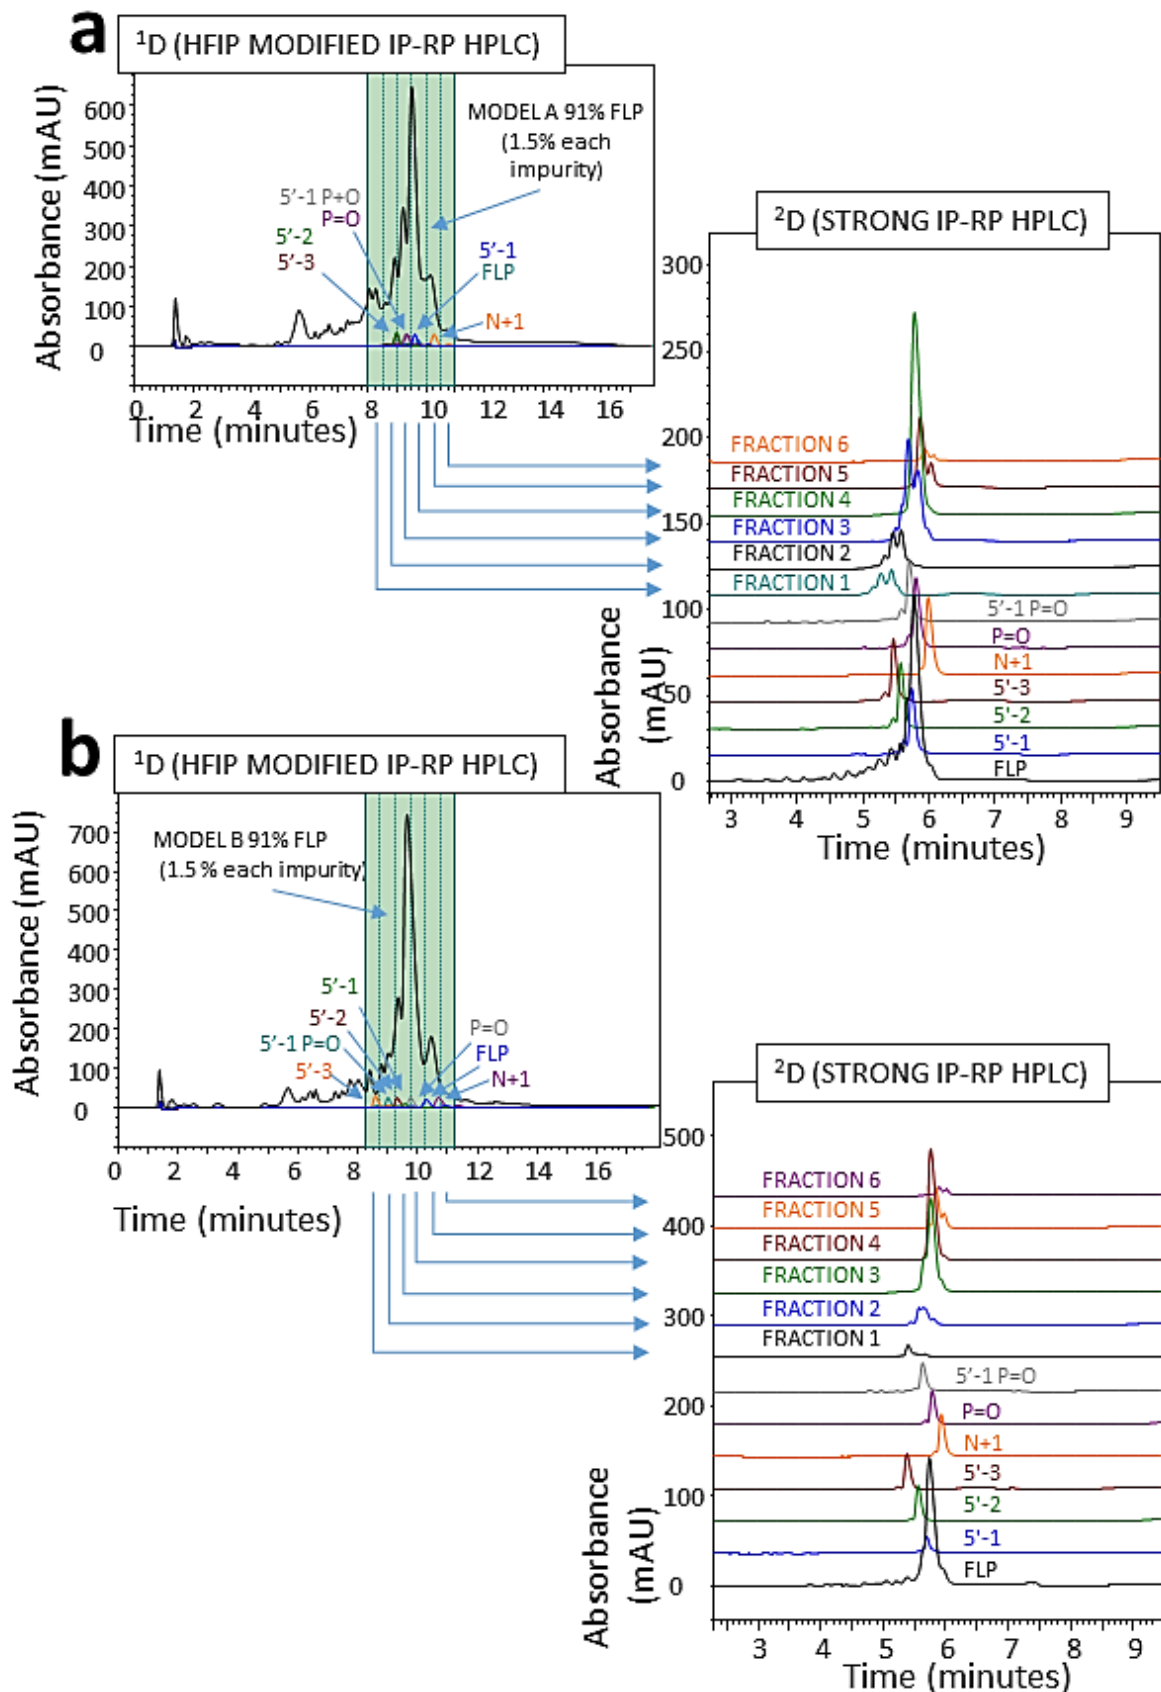 a
¹D (HFIP MODIFIED IP-RP HPLC)
Absorbance (mAU)
600
500
400
300
200
100
0
MODEL A 91% FLP
(1.5% each
impurity)
5'-1 P+O
P=O
5'-2
5'-3
5'-1
FLP
N+1
0 2 4 6 8 10 12 14 16
Time (minutes)
²D (STRONG IP-RP HPLC)
300
250
200
150
100
50
0
Absorbance
(mAU)
FRACTION 6
FRACTION 5
FRACTION 4
FRACTION 3
FRACTION 2
FRACTION 1
5'-1 P=O
P=O
N+1
5'-3
5'-2
5'-1
FLP
3 4 5 6 7 8 9
Time (minutes)
b
¹D (HFIP MODIFIED IP-RP HPLC)
Absorbance (mAU)
700
600
500
400
300
200
100
0
MODEL B 91% FLP
(1.5 % each impurity)
5'-1
5'-2
5'-1 P=O
5'-3
P=O
FLP
N+1
0 2 4 6 8 10 12 14 16
Time (minutes)
²D (STRONG IP-RP HPLC)
500
400
300
200
100
0
Absorbance
(mAU)
FRACTION 6
FRACTION 5
FRACTION 4
FRACTION 3
FRACTION 2
FRACTION 1
5'-1 P=O
P=O
N+1
5'-3
5'-2
5'-1
FLP
3 4 5 6 7 8 9
Time (minutes)